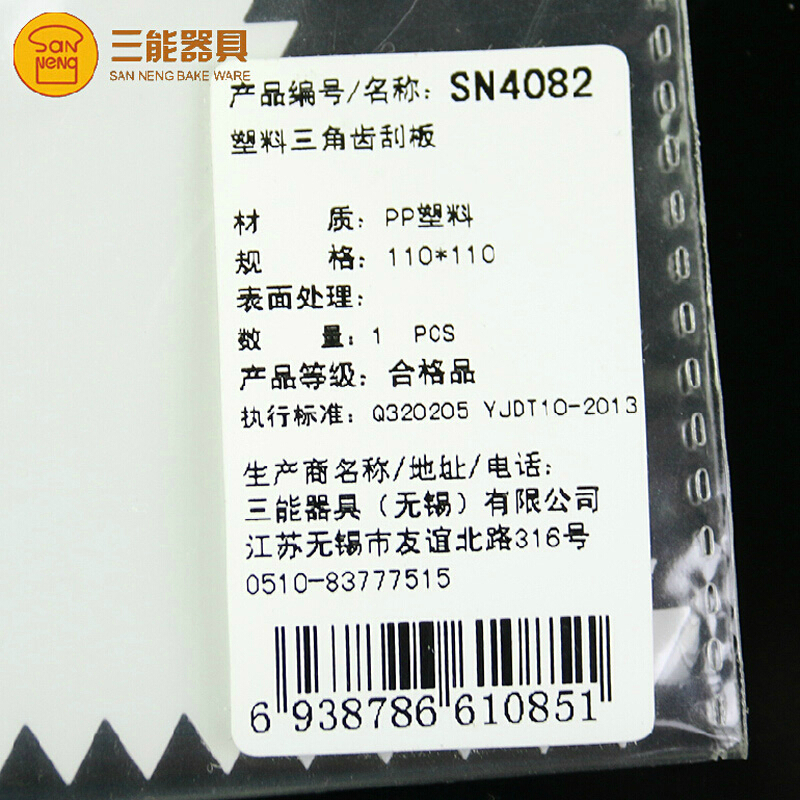 SAN
NENG
三能器具
SAN NENG BAKE WARE
产品编号/名称: SN4082
塑料三角齿刮板
材 质: PP塑料
规 格: 110*110
表面处理:
数 量: 1 PCS
产品等级: 合格品
执行标准: Q320205 YJDT10-2013
生产商名称/地址/电话:
三能器具（无锡）有限公司
江苏无锡市友谊北路316号
0510-83777515
6 938786 610851